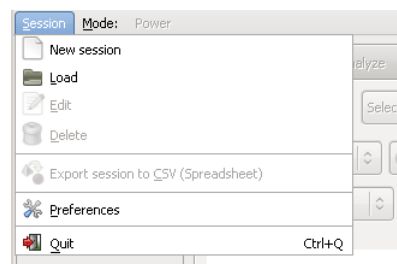 Session Mode: Power
New session
Load
Edit
Delete
Export session to CSV (Spreadsheet)
Preferences
Quit Ctrl+Q